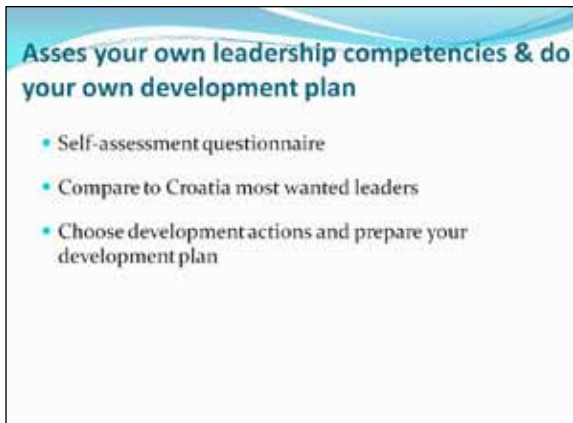 Asses your own leadership competencies & do
your own development plan
• Self-assessment questionnaire
• Compare to Croatia most wanted leaders
• Choose development actions and prepare your
development plan